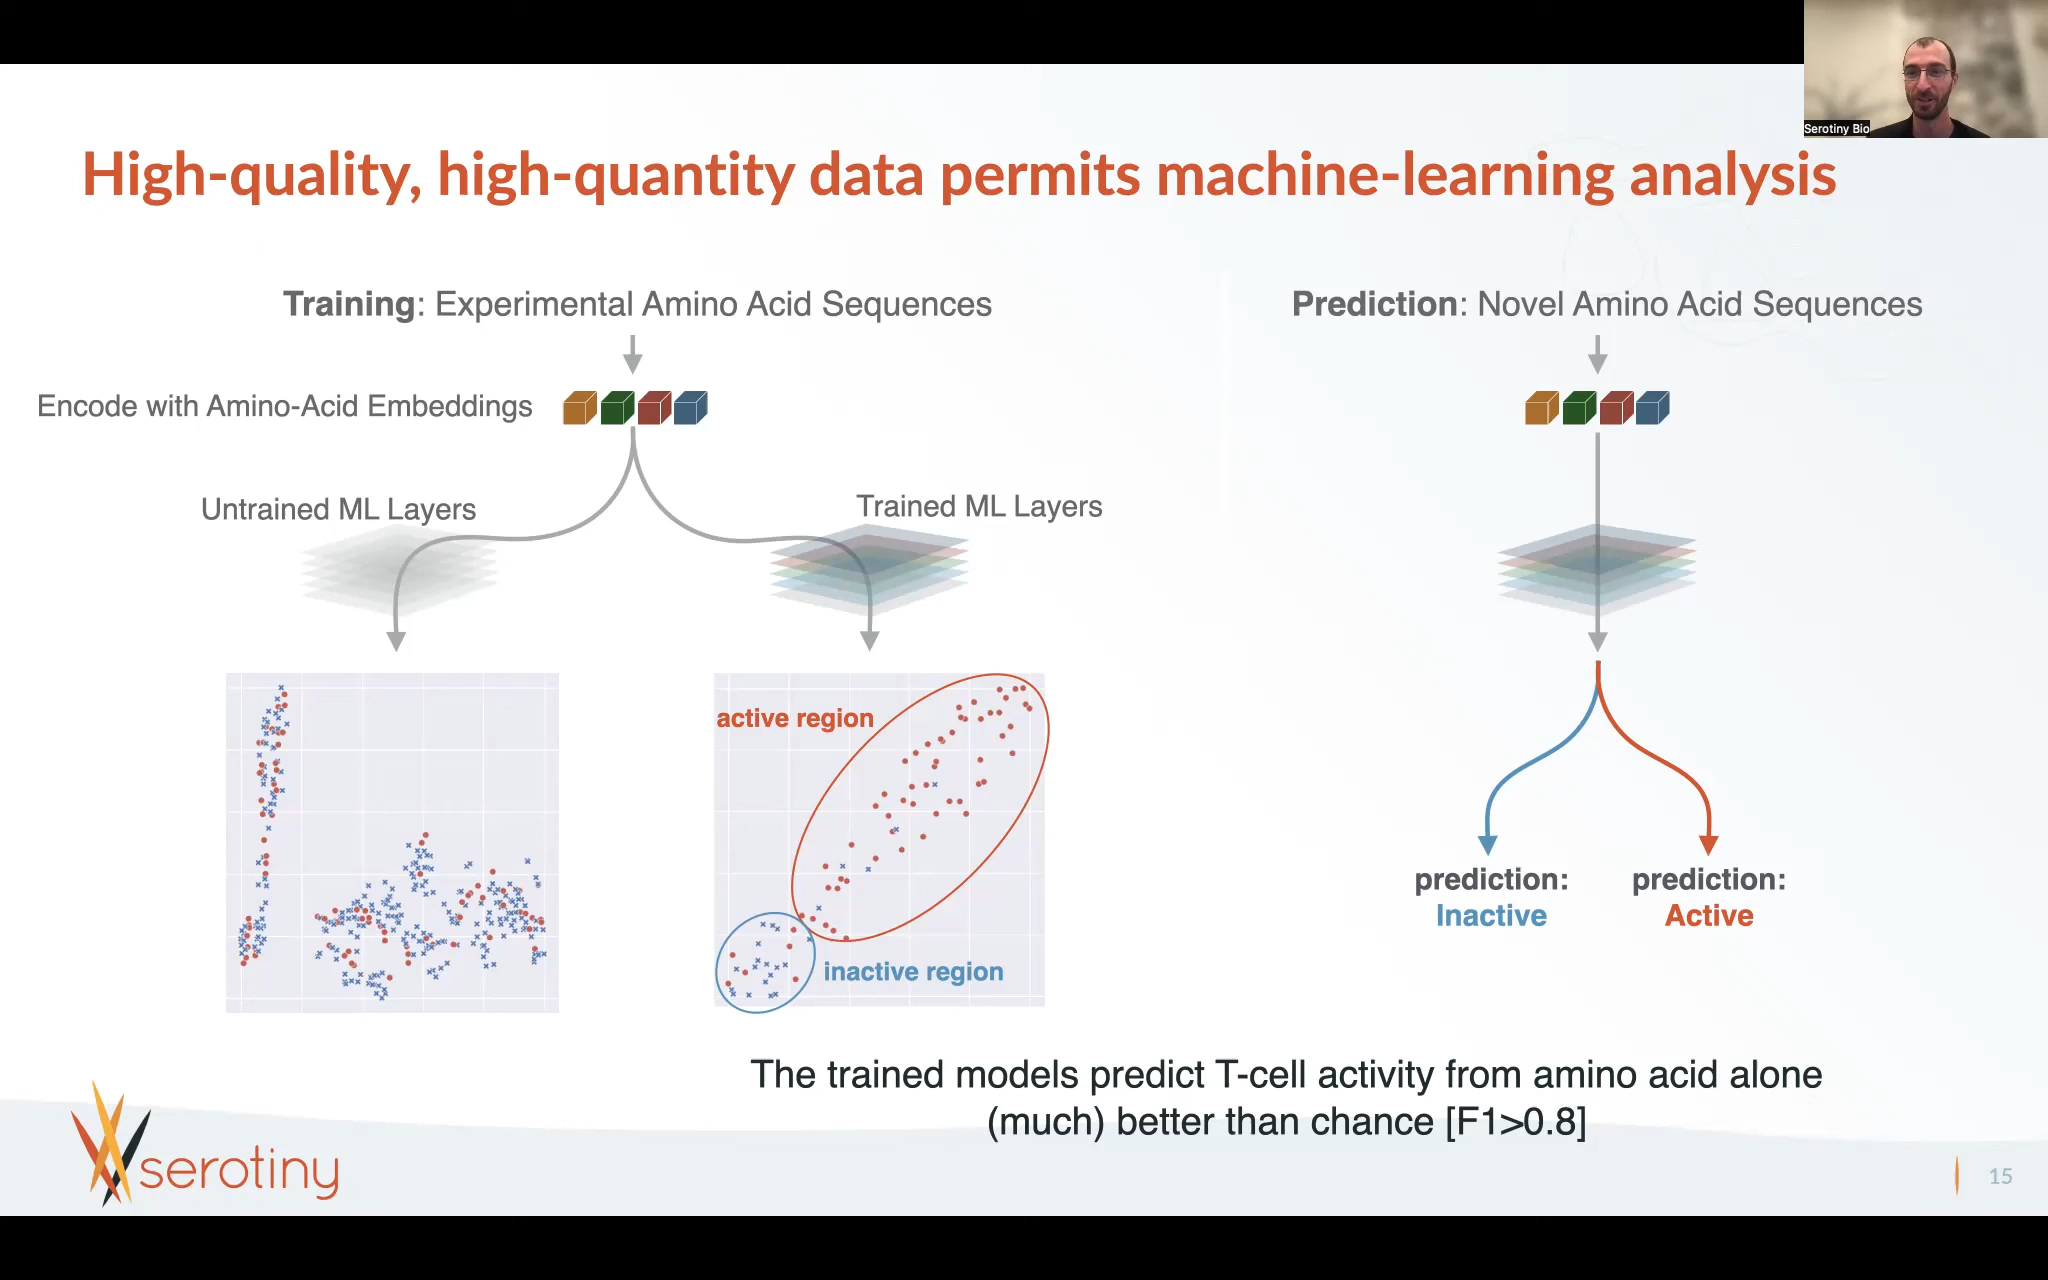 Serotiny Bio
High-quality, high-quantity data permits machine-learning analysis
Training: Experimental Amino Acid Sequences
Encode with Amino-Acid Embeddings
Untrained ML Layers
Trained ML Layers
active region
inactive region
Prediction: Novel Amino Acid Sequences
prediction:
Inactive
prediction:
Active
The trained models predict T-cell activity from amino acid alone
(much) better than chance [F1>0.8]
serotiny
15